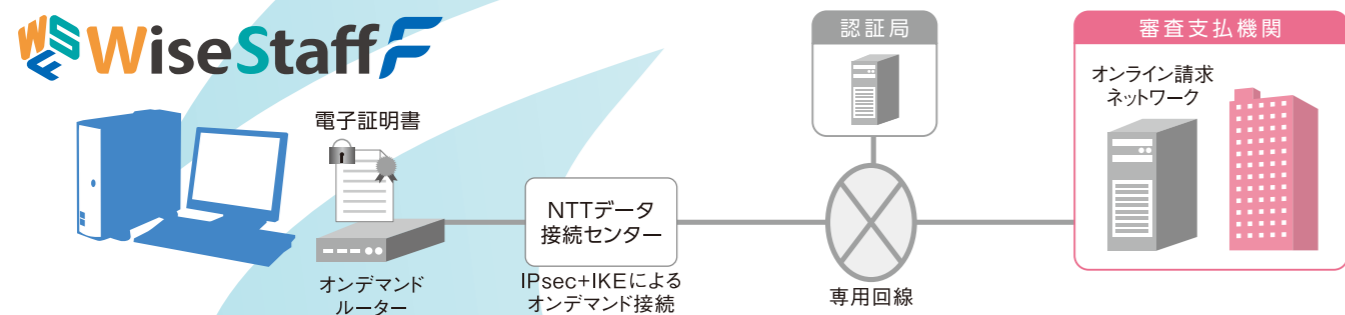 WiseStaff F
電子証明書
オンデマンド
ルーター
NTTデータ
接続センター
IPsec+IKEによる
オンデマンド接続
認証局
専用回線
審査支払機関
オンライン請求
ネットワーク